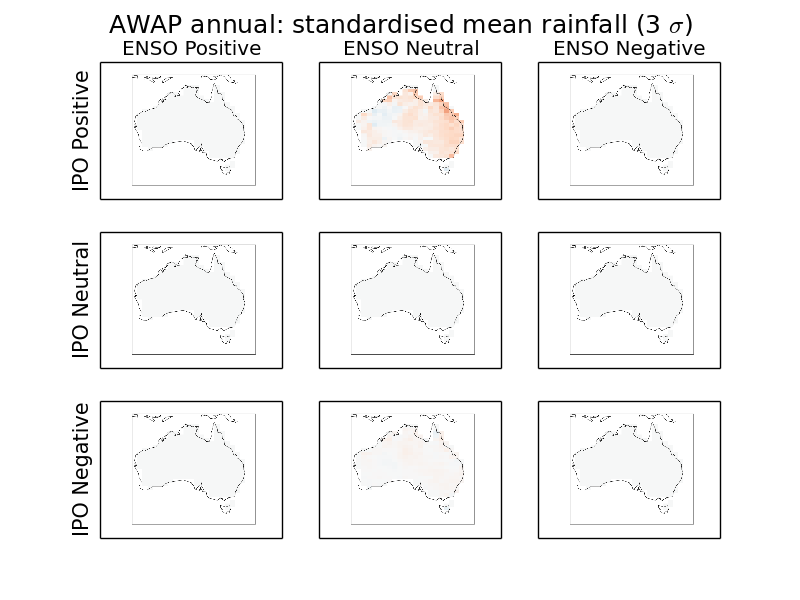 AWAP annual: standardised mean rainfall (3 σ)
ENSO Positive
ENSO Neutral
ENSO Negative
IPO Positive
IPO Neutral
IPO Negative